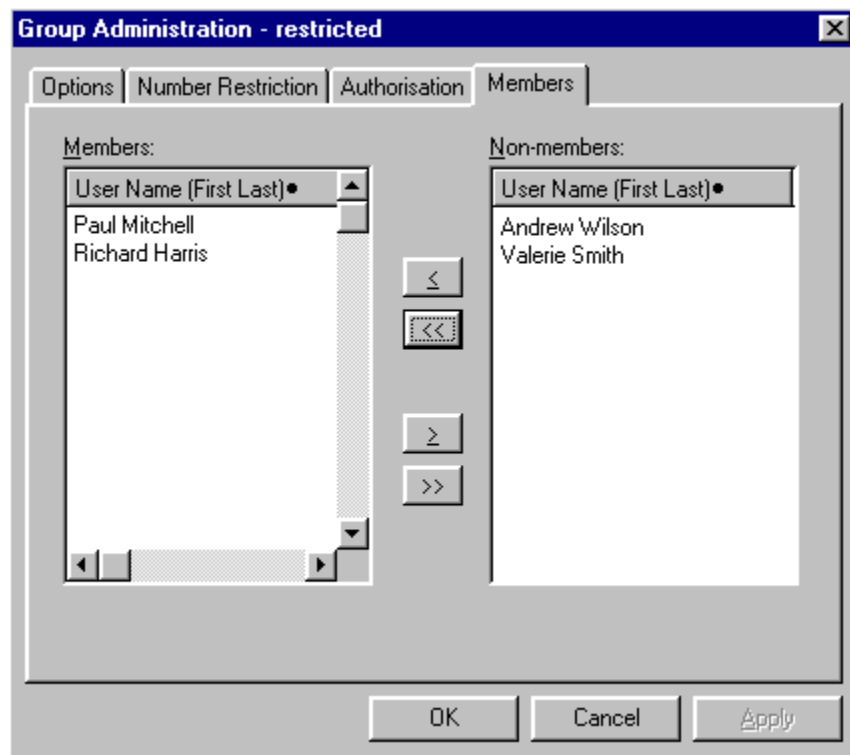 Group Administration - restricted
Options Number Restriction Authorisation Members
Members: Non-members:
User Name (First Last)● User Name (First Last)●
Paul Mitchell Andrew Wilson
Richard Harris Valerie Smith
<
<<
>
>>
OK Cancel Apply